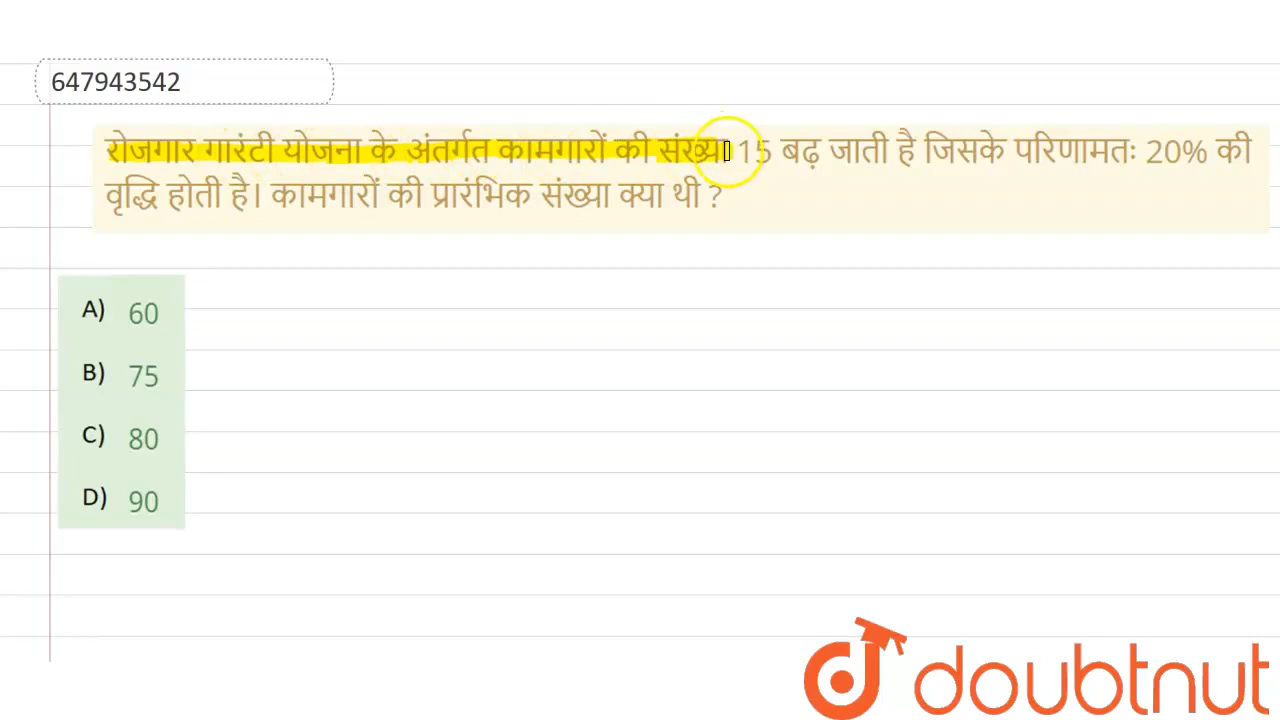 647943542
रोजगार गारंटी योजना के अंतर्गत कामगारों की संख्या 15 बढ़ जाती है जिसके परिणामतः 20% की
वृद्धि होती है। कामगारों की प्रारंभिक संख्या क्या थी ?
A) 60
B) 75
C) 80
D) 90
doubtnut